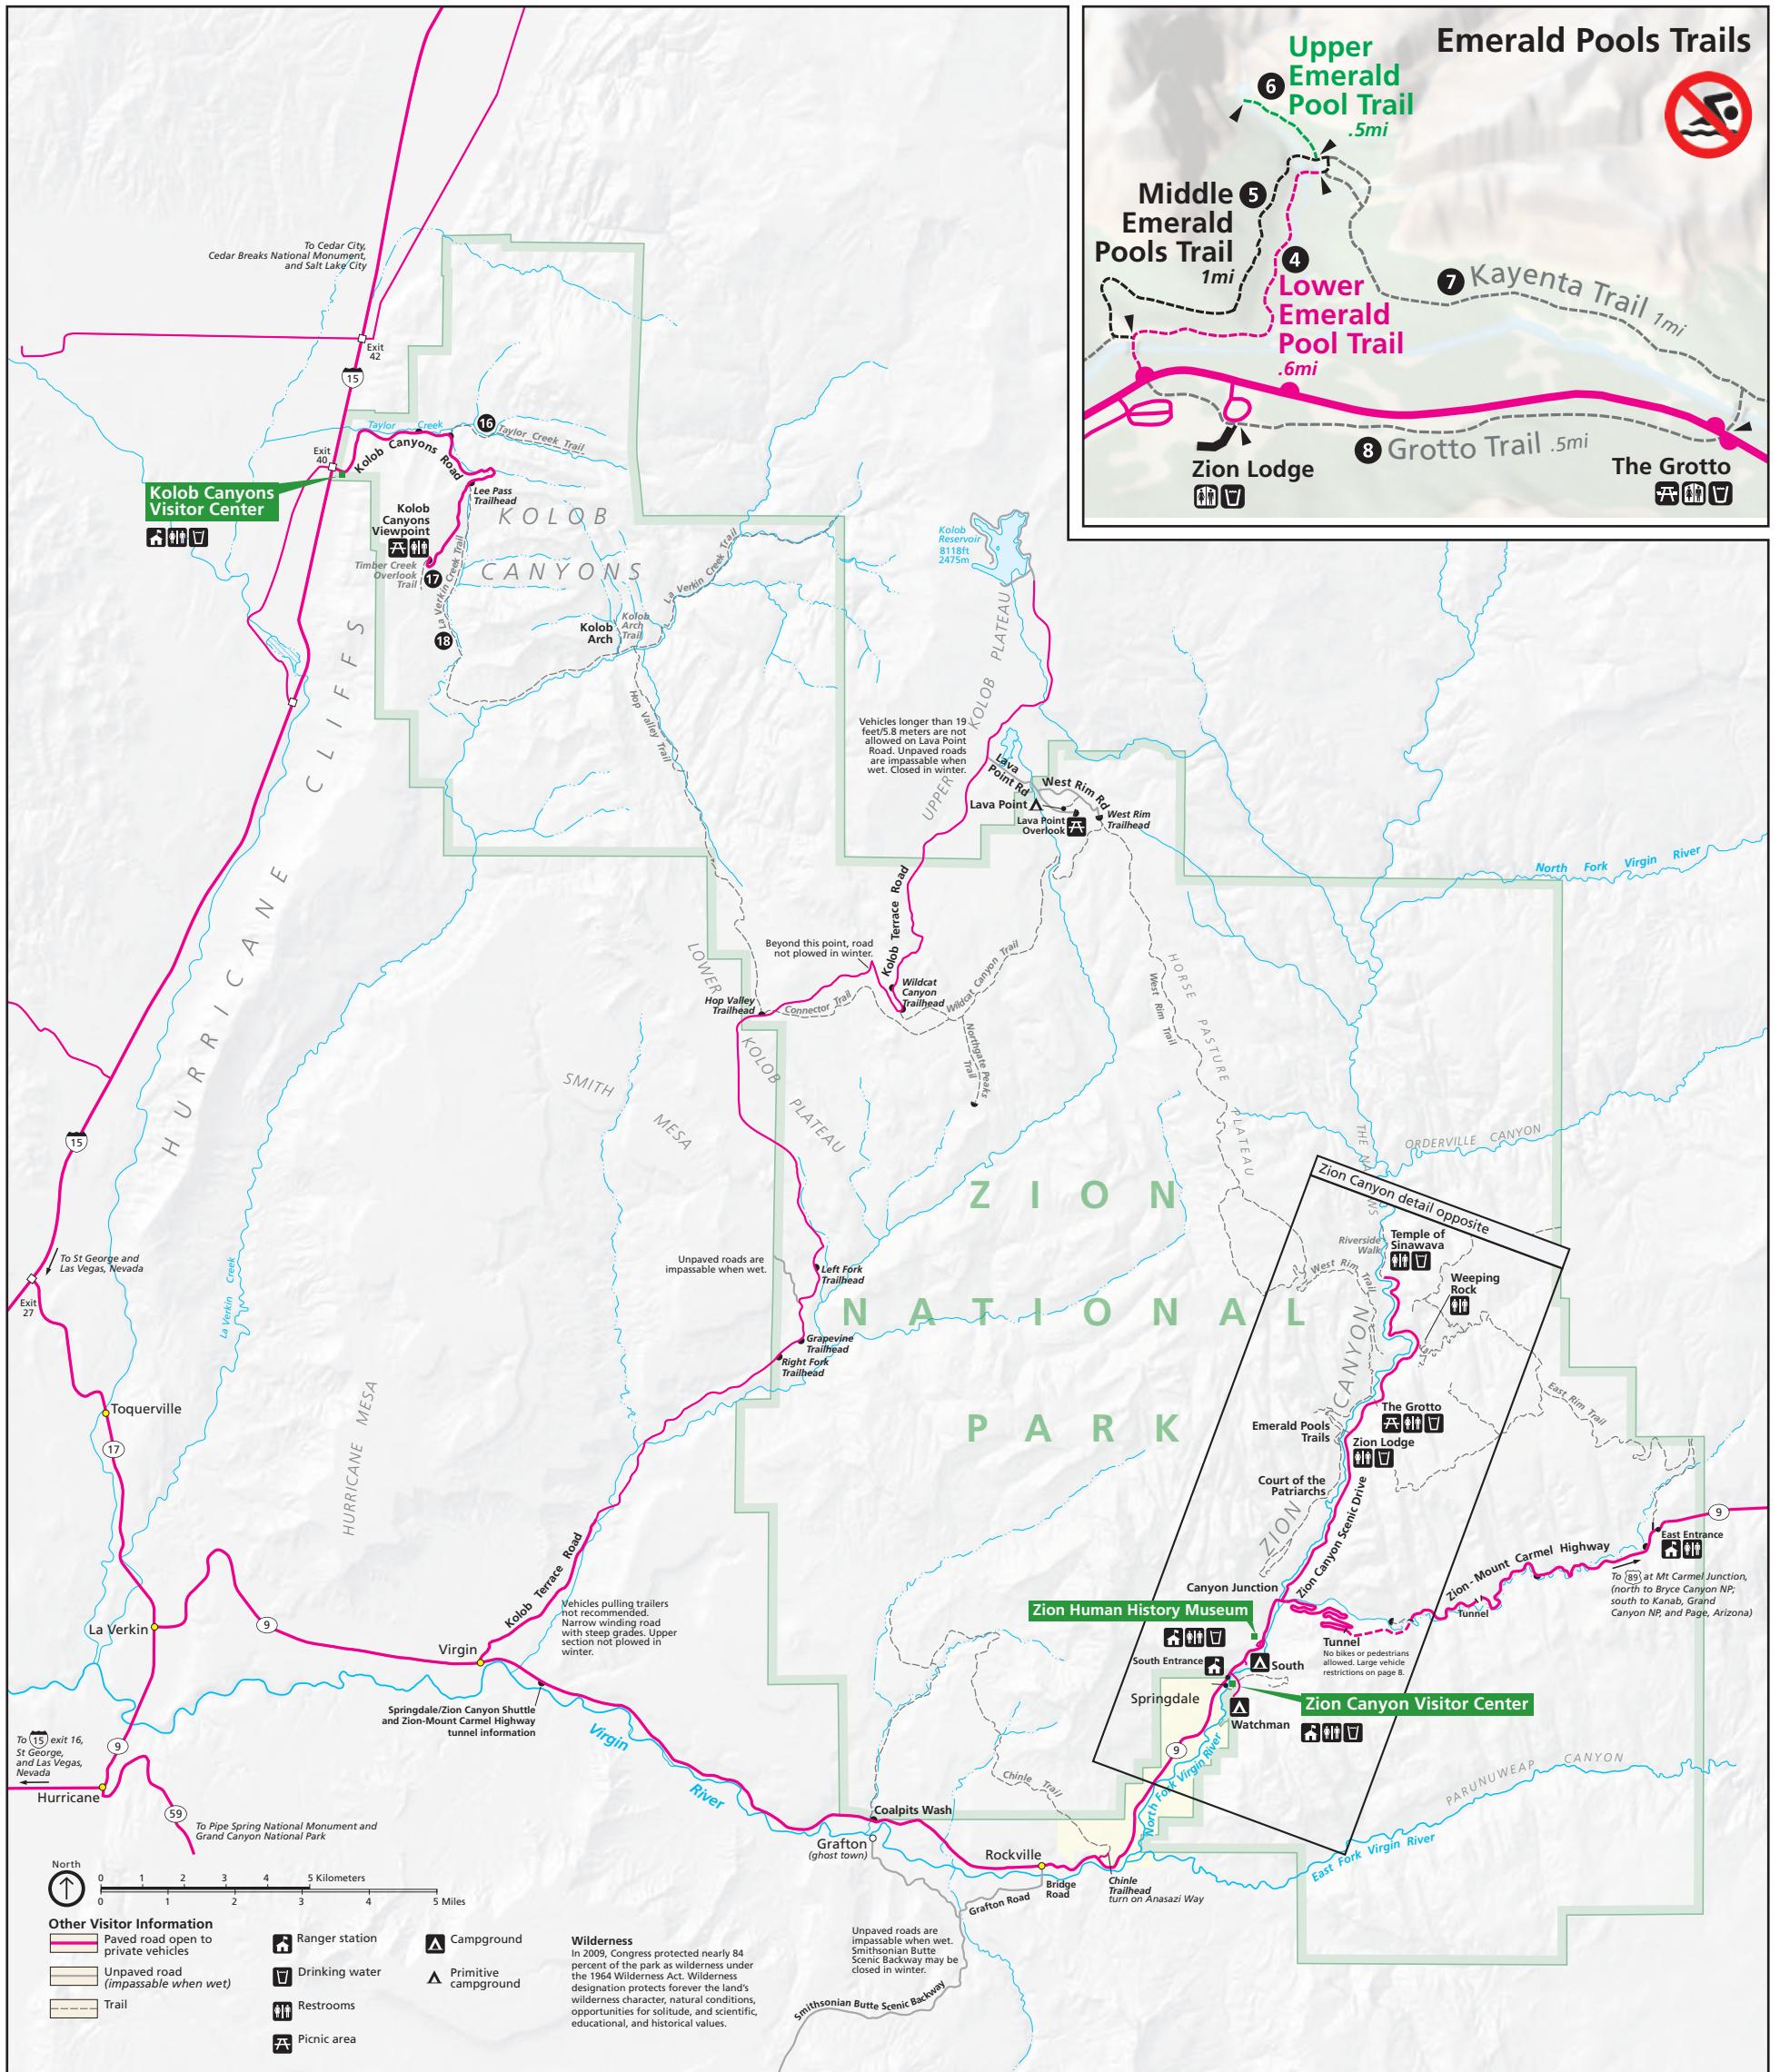 Emerald Pools Trails
Upper
Emerald
Pool Trail
.5mi
6
Middle
Emerald
Pools Trail
1mi
5
4
Lower
Emerald
Pool Trail
.6mi
7 Kayenta Trail 1mi
8 Grotto Trail .5mi
Zion Lodge
The Grotto
To Cedar City,
Cedar Breaks National Monument,
and Salt Lake City
Exit
42
15
Taylor Creek
16
Taylor Creek Trail
Exit
40
Kolob Canyons Road
Kolob Canyons
Visitor Center
Lee Pass
Trailhead
Kolob
Canyons
Viewpoint
KOLOB
CANYONS
Timber Creek
Overlook
Trail
17
La Verkin Creek Trail
18
La Verkin Creek Trail
Kolob
Arch
Kolob
Arch
Trail
Hop Valley Trail
Kolob
Reservoir
8118ft
2475m
UPPER KOLOB PLATEAU
Vehicles longer than 19
feet/5.8 meters are not
allowed on Lava Point
Road. Unpaved roads
are impassable when
wet. Closed in winter.
Lava
Point Rd
West Rim Rd
Lava Point
Lava Point
Overlook
West Rim
Trailhead
North Fork Virgin River
HURRICANE CLIFFS
Kolob Terrace Road
Beyond this point, road
not plowed in winter.
Wildcat
Canyon
Trailhead
Wildcat Canyon Trail
Hop Valley
Trailhead
Connector Trail
Northgate Peaks
Trail
West Rim Trail
HORSE PASTURE PLATEAU
LOWER KOLOB PLATEAU
SMITH MESA
15
THE NARROWS
ORDERVILLE CANYON
ZION
NATIONAL
PARK
Zion Canyon detail opposite
To St George and
Las Vegas, Nevada
Exit
27
La Verkin Creek
Unpaved roads are
impassable when wet.
Left Fork
Trailhead
Grapevine
Trailhead
Right Fork
Trailhead
Riverside
Walk
Temple of
Sinawava
West Rim Trail
Weeping
Rock
ZION CANYON
East Rim Trail
The Grotto
Emerald Pools
Trails
Zion Lodge
Court of the
Patriarchs
Zion Canyon Scenic Drive
Toquerville
17
HURRICANE MESA
Kolob Terrace Road
Vehicles pulling trailers
not recommended.
Narrow winding road
with steep grades. Upper
section not plowed in
winter.
La Verkin
9
Virgin
Canyon Junction
Zion Human History Museum
South Entrance
South
Springdale
Zion Canyon Visitor Center
Watchman
Tunnel
No bikes or pedestrians
allowed. Large vehicle
restrictions on page 8.
Tunnel
Zion - Mount Carmel Highway
9
East Entrance
To 89 at Mt Carmel Junction,
(north to Bryce Canyon NP;
south to Kanab, Grand
Canyon NP, and Page, Arizona)
Springdale/Zion Canyon Shuttle
and Zion-Mount Carmel Highway
tunnel information
Virgin River
9
North Fork Virgin River
PARUNUWEAP CANYON
East Fork Virgin River
Chinle Trail
To 15 exit 16,
St George,
and Las Vegas,
Nevada
9
Hurricane
59
To Pipe Spring National Monument and
Grand Canyon National Park
Coalpits Wash
Grafton
(ghost town)
Rockville
Bridge
Road
Grafton Road
Chinle
Trailhead
turn on Anasazi Way
Unpaved roads are
impassable when wet.
Smithsonian Butte
Scenic Backway may be
closed in winter.
Smithsonian Butte Scenic Backway
North
0 1 2 3 4 5 Kilometers
0 1 2 3 4 5 Miles
Other Visitor Information
Paved road open to
private vehicles
Unpaved road
(impassable when wet)
Trail
Ranger station
Drinking water
Restrooms
Picnic area
Campground
Primitive
campground
Wilderness
In 2009, Congress protected nearly 84
percent of the park as wilderness under
the 1964 Wilderness Act. Wilderness
designation protects forever the land's
wilderness character, natural conditions,
opportunities for solitude, and scientific,
educational, and historical values.